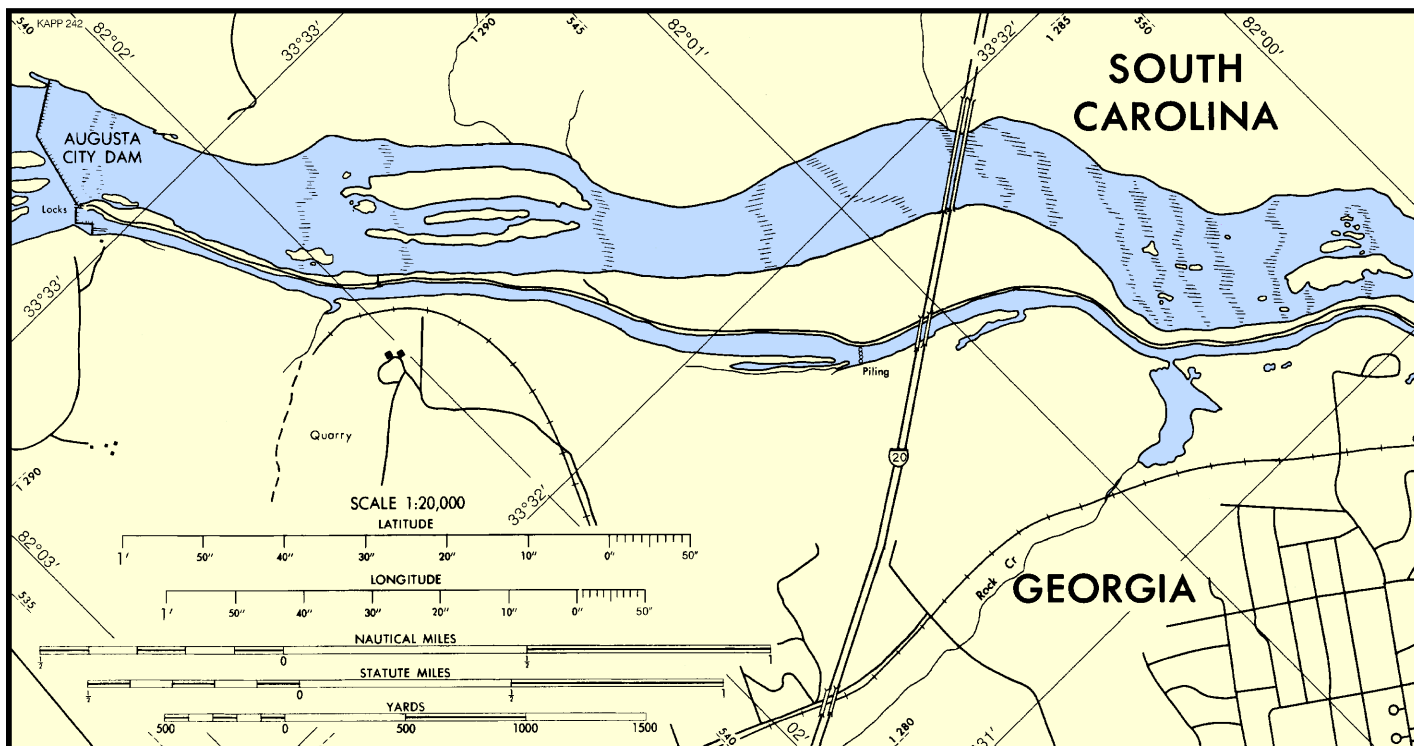 540
KAPP 242
82°02'
33°33'
1 290
545
82°01'
33°32'
1 285
550
82°00'
SOUTH
CAROLINA
AUGUSTA
CITY DAM
Locks
33°33'
Piling
Quarry
20
1 290
33°32'
82°03'
535
SCALE 1:20,000
LATITUDE
1' 50" 40" 30" 20" 10" 0" 50"
LONGITUDE
1' 50" 40" 30" 20" 10" 0" 50"
NAUTICAL MILES
½ 0 ½ 1
STATUTE MILES
½ 0 ½ 1
YARDS
500 0 500 1000 1500
Rock Cr
GEORGIA
540
02'
1 280
31'